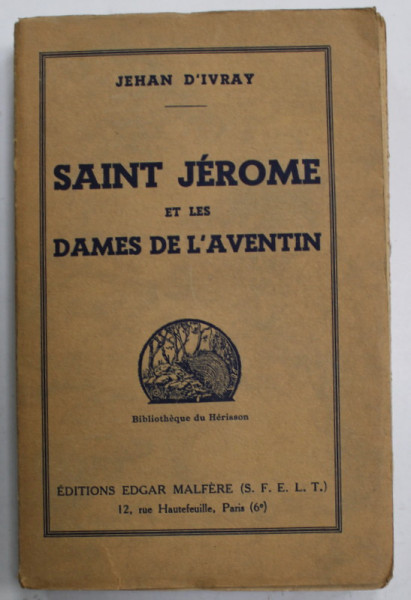 JEHAN D'IVRAY
SAINT JÉROME
ET LES
DAMES DE L'AVENTIN
Bibliothèque du Hérisson
ÉDITIONS EDGAR MALFÈRE (S. F. E. L. T.)
12, rue Hautefeuille, Paris (6ᵉ)